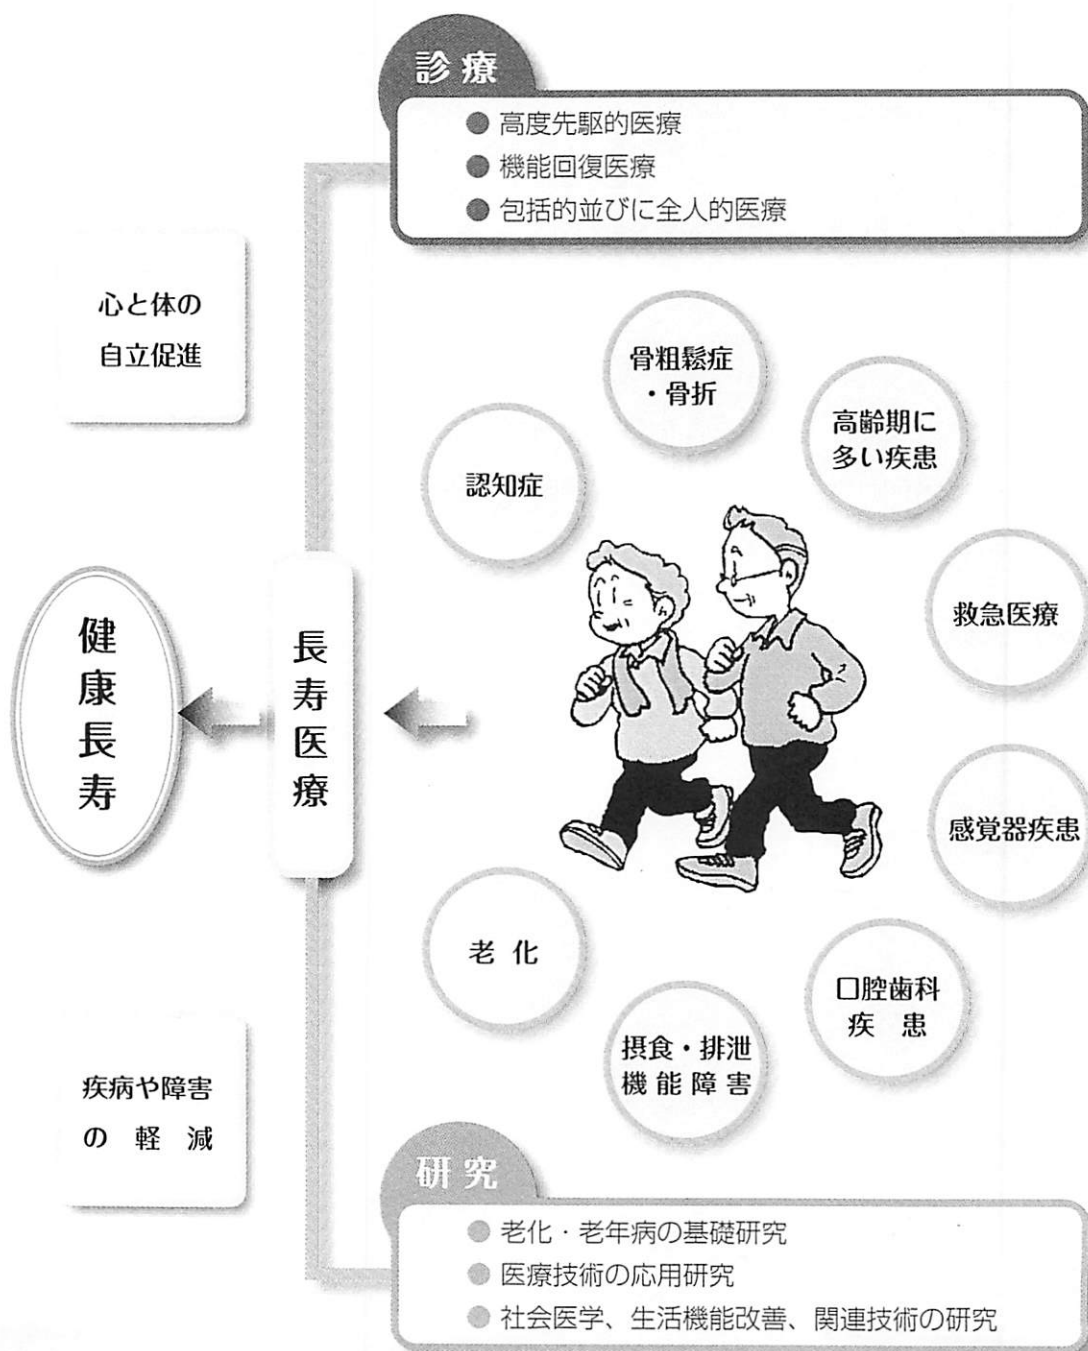 診療
● 高度先駆的医療
● 機能回復医療
● 包括的並びに全人的医療
心と体の
自立促進
骨粗鬆症
・骨折
高齢期に
多い疾患
認知症
救急医療
健康長寿
長寿医療
感覚器疾患
老化
口腔歯科
疾患
摂食・排泄
機能障害
疾病や障害
の軽減
研究
● 老化・老年病の基礎研究
● 医療技術の応用研究
● 社会医学、生活機能改善、関連技術の研究